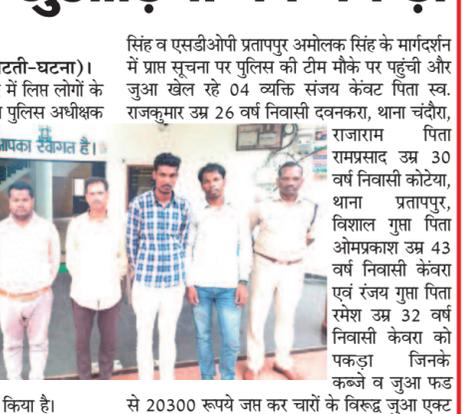 टती-घटना)।
में लिप्त लोगों के
पुलिस अधीक्षक
आपका स्वागत है।
किया है।
सिंह व एसडीओपी प्रतापपुर अमोलक सिंह के मार्गदर्शन
में प्राप्त सूचना पर पुलिस की टीम मौके पर पहुंची और
जुआ खेल रहे 04 व्यक्ति संजय केंवट पिता स्व.
राजकुमार उम्र 26 वर्ष निवासी दवनकरा, थाना चंदौरा,
राजाराम पिता
रामप्रसाद उम्र 30
वर्ष निवासी कोटेया,
थाना प्रतापपुर,
विशाल गुप्ता पिता
ओमप्रकाश उम्र 43
वर्ष निवासी केंवरा
एवं रंजय गुप्ता पिता
रमेश उम्र 32 वर्ष
निवासी केवरा को
पकड़ा जिनके
कब्जे व जुआ फड
से 20300 रूपये जप्त कर चारों के विरूद्ध जुआ एक्ट